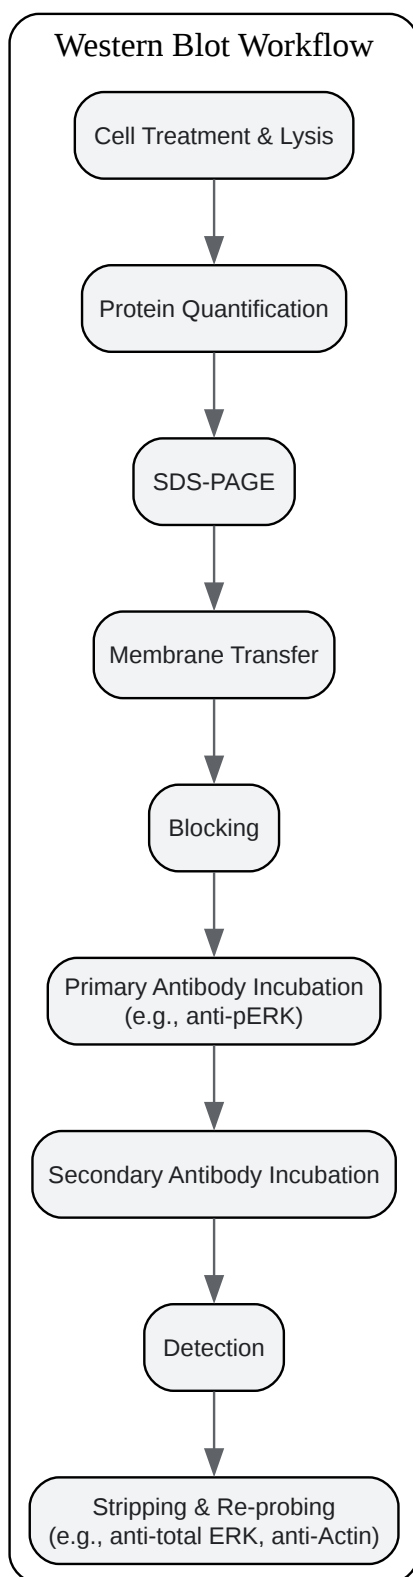 Western Blot Workflow
Cell Treatment & Lysis
Protein Quantification
SDS-PAGE
Membrane Transfer
Blocking
Primary Antibody Incubation
(e.g., anti-pERK)
Secondary Antibody Incubation
Detection
Stripping & Re-probing
(e.g., anti-total ERK, anti-Actin)